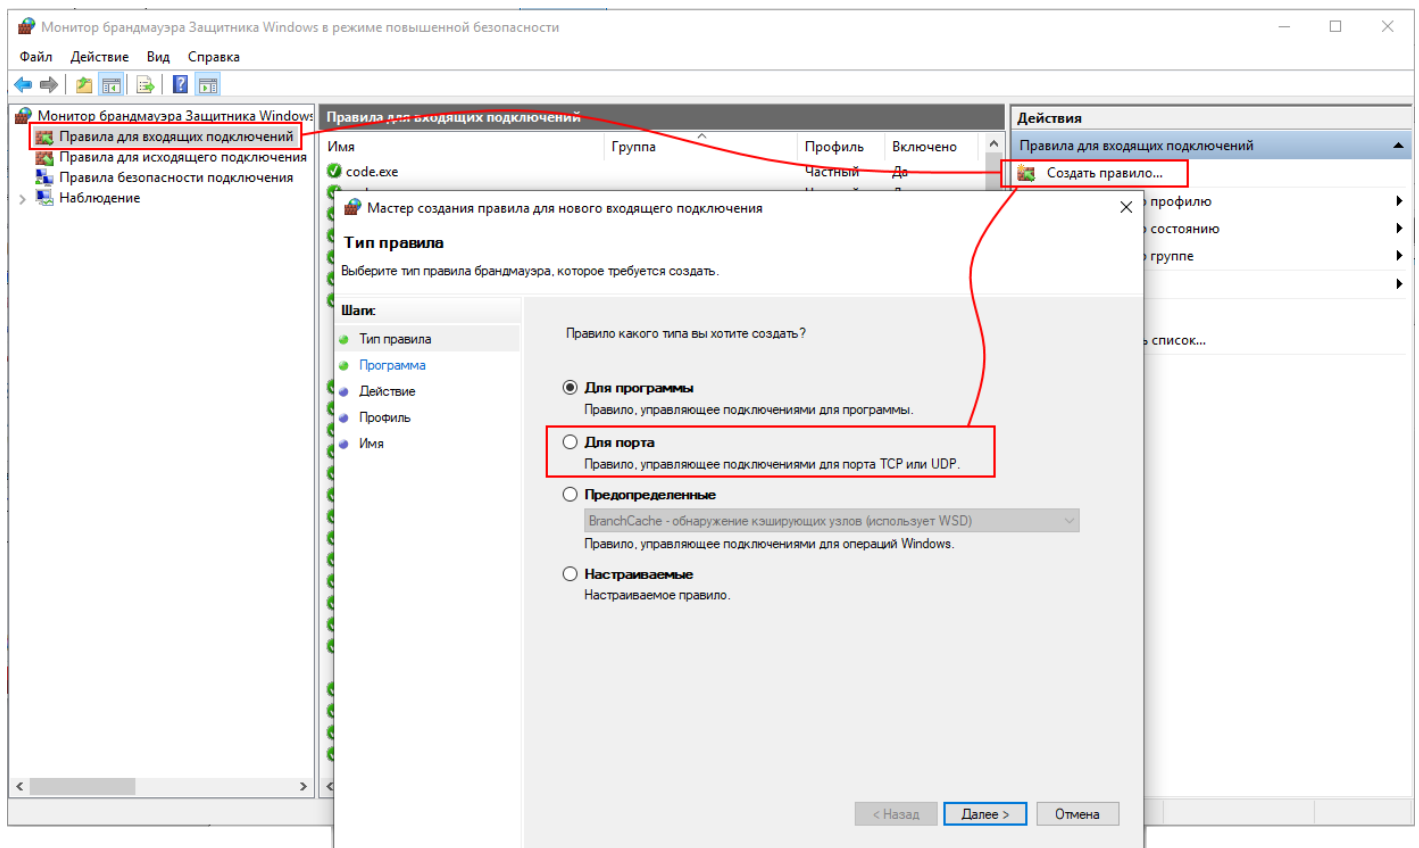 Монитор брандмауэра Защитника Windows в режиме повышенной безопасности
Файл Действие Вид Справка
Монитор брандмауэра Защитника Windows
Правила для входящих подключений
Правила для исходящего подключения
Правила безопасности подключения
Наблюдение
Правила для входящих подключений
Имя Группа Профиль Включено
code.exe Частный Да
Действия
Правила для входящих подключений
Создать правило...
профилю
состоянию
группе
список...
Мастер создания правила для нового входящего подключения
Тип правила
Выберите тип правила брандмауэра, которое требуется создать.
Шаги:
Тип правила
Программа
Действие
Профиль
Имя
Правило какого типа вы хотите создать?
Для программы
Правило, управляющее подключениями для программы.
Для порта
Правило, управляющее подключениями для порта TCP или UDP.
Предопределенные
BranchCache - обнаружение кэширующих узлов (использует WSD)
Правило, управляющее подключениями для операций Windows.
Настраиваемые
Настраиваемое правило.
< Назад Далее > Отмена